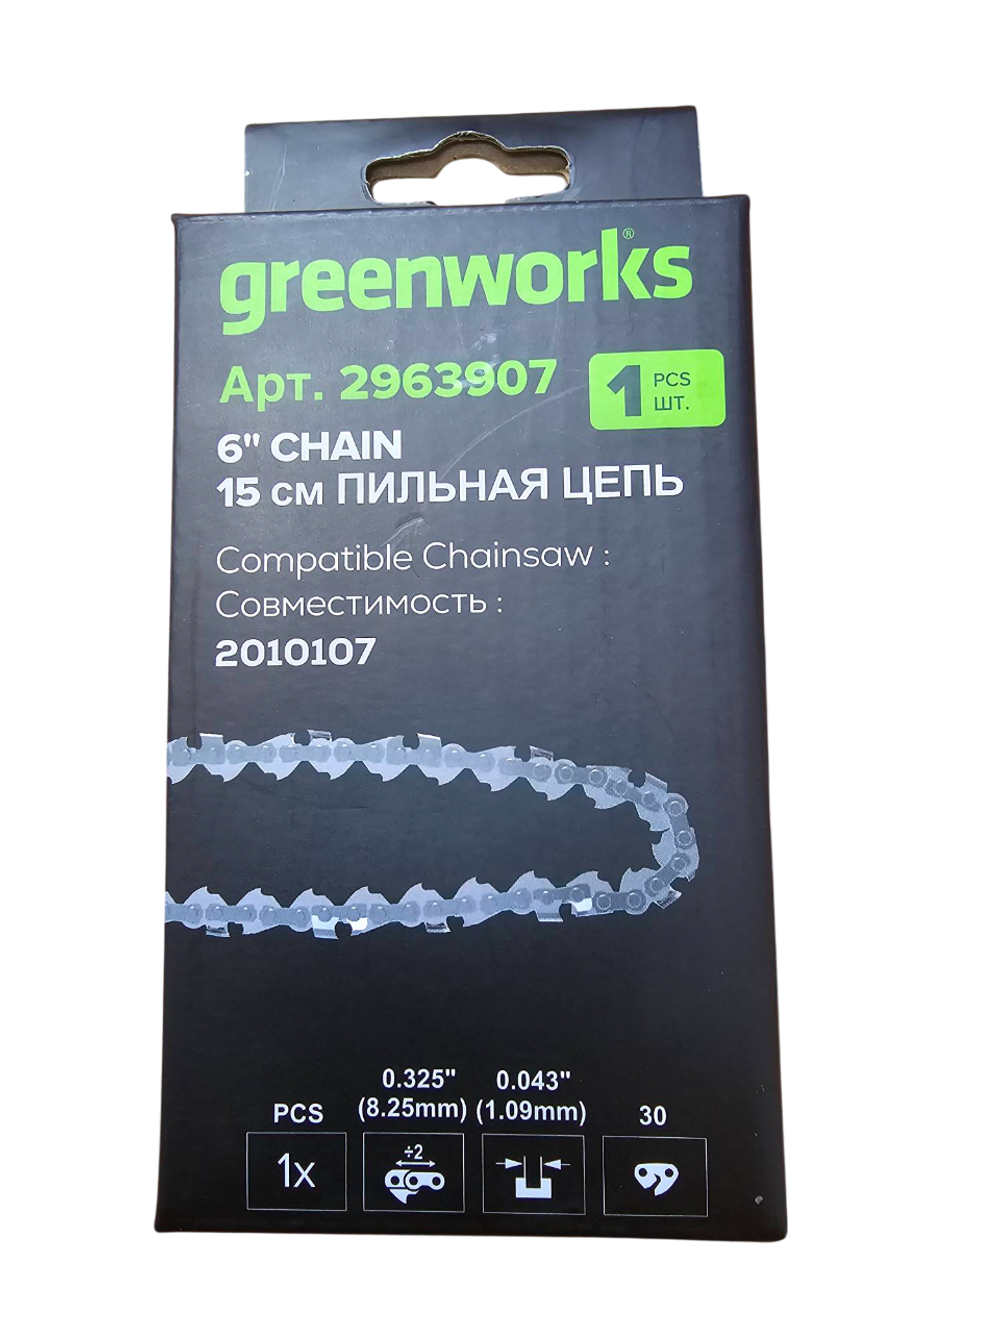 greenworks®
Арт. 2963907
1 PCS
ШТ.
6" CHAIN
15 см ПИЛЬНАЯ ЦЕПЬ
Compatible Chainsaw :
Совместимость :
2010107
0.325" 0.043"
PCS (8.25mm) (1.09mm) 30
1x
÷2